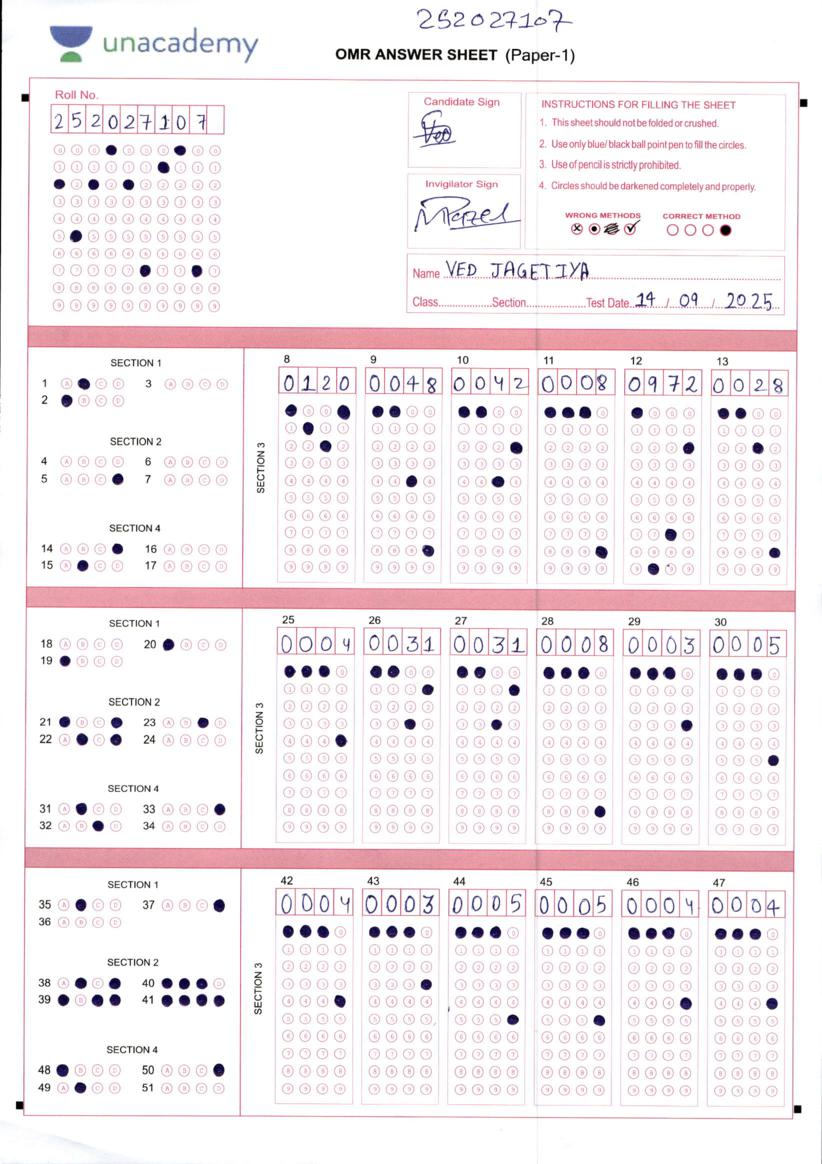 252027107
unacademy
OMR ANSWER SHEET (Paper-1)
Roll No.
2 5 2 0 2 7 1 0 7
Candidate Sign
Invigilator Sign
INSTRUCTIONS FOR FILLING THE SHEET
1. This sheet should not be folded or crushed.
2. Use only blue/ black ball point pen to fill the circles.
3. Use of pencil is strictly prohibited.
4. Circles should be darkened completely and properly.
WRONG METHODS CORRECT METHOD
Name VED JAGETIYA
Class Section Test Date 14 / 09 / 2025
SECTION 1
1 A C D 3 A B C D
2 B C D
SECTION 2
4 A B C D 6 A B C D
5 A B C 7 A B C D
SECTION 4
14 A B C 16 A B C D
15 A C D 17 A B C D
SECTION 3
8 9 10 11 12 13
0120 0048 0042 0008 0972 0028
SECTION 1
18 A B C D 20 B C D
19 B C D
SECTION 2
21 B C 23 A B D
22 A C 24 A B C D
SECTION 4
31 A C D 33 A B C
32 A B D 34 A B C D
SECTION 3
25 26 27 28 29 30
0004 0031 0031 0008 0003 0005
SECTION 1
35 A C D 37 A B C
36 A B C D
SECTION 2
38 A C 40 D
39 B 41
SECTION 4
48 B C D 50 A B C
49 A C D 51 A B C D
SECTION 3
42 43 44 45 46 47
0004 0003 0005 0005 0004 0004